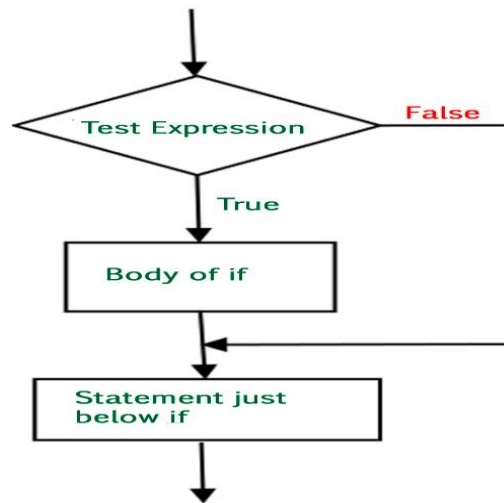 Test Expression
False
True
Body of if
Statement just
below if